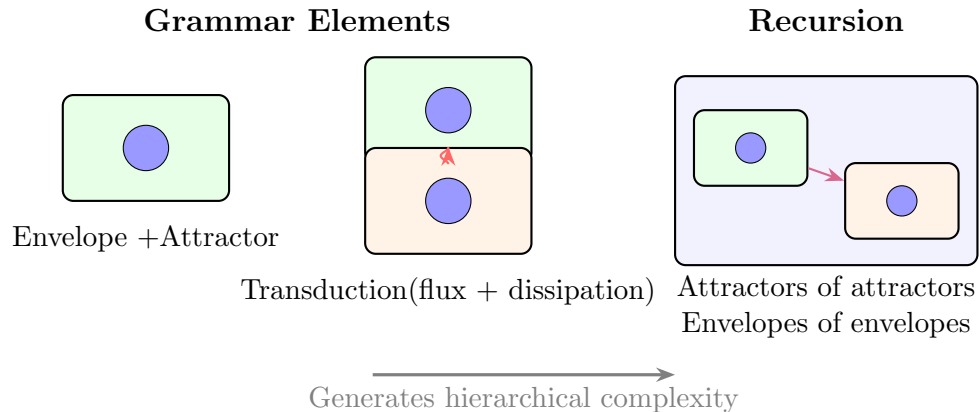 Grammar Elements
Recursion
Envelope +Attractor
Transduction(flux + dissipation)
Attractors of attractors
Envelopes of envelopes
Generates hierarchical complexity